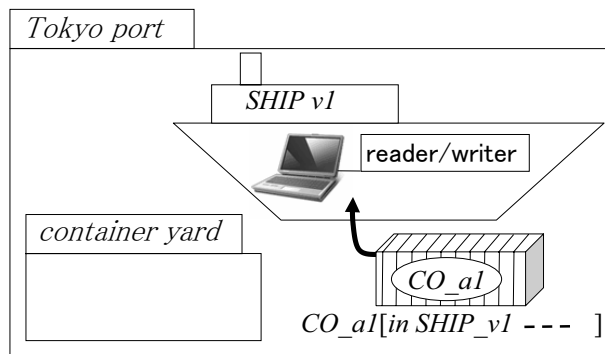 Tokyo port
SHIP v1
reader/writer
container yard
CO_a1
CO_a1[in SHIP_v1 ---- ]